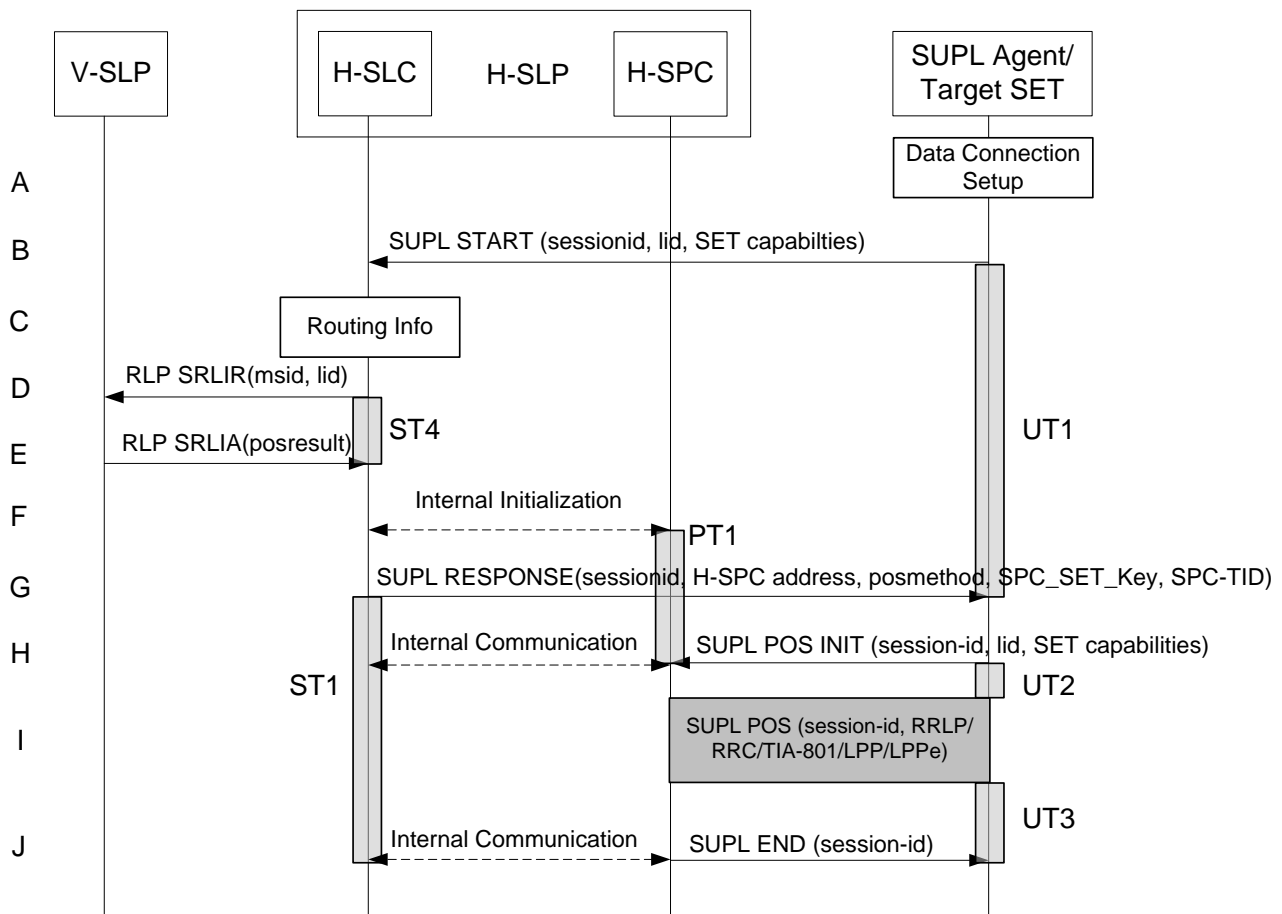 V-SLP
H-SLC
H-SLP
H-SPC
SUPL Agent/
Target SET
Data Connection
Setup
A
B
SUPL START (sessionid, lid, SET capabilties)
C
Routing Info
D
RLP SRLIR(msid, lid)
ST4
UT1
E
RLP SRLIA(posresult)
F
Internal Initialization
PT1
G
SUPL RESPONSE(sessionid, H-SPC address, posmethod, SPC_SET_Key, SPC-TID)
H
Internal Communication
SUPL POS INIT (session-id, lid, SET capabilities)
ST1
UT2
I
SUPL POS (session-id, RRLP/
RRC/TIA-801/LPP/LPPe)
UT3
J
Internal Communication
SUPL END (session-id)